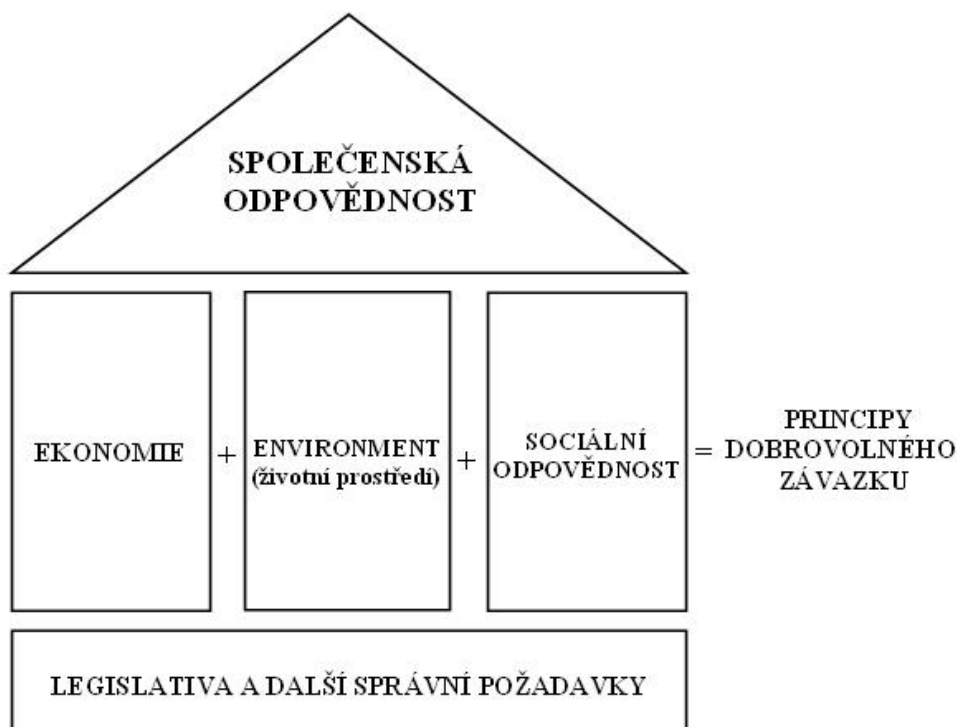 SPOLEČENSKÁ
ODPOVĚDNOST
EKONOMIE
+
ENVIRONMENT
(životní prostředí)
+
SOCIÁLNÍ
ODPOVĚDNOST
=
PRINCIPY
DOBROVOLNÉHO
ZÁVAZKU
LEGISLATIVA A DALŠÍ SPRÁVNÍ POŽADAVKY